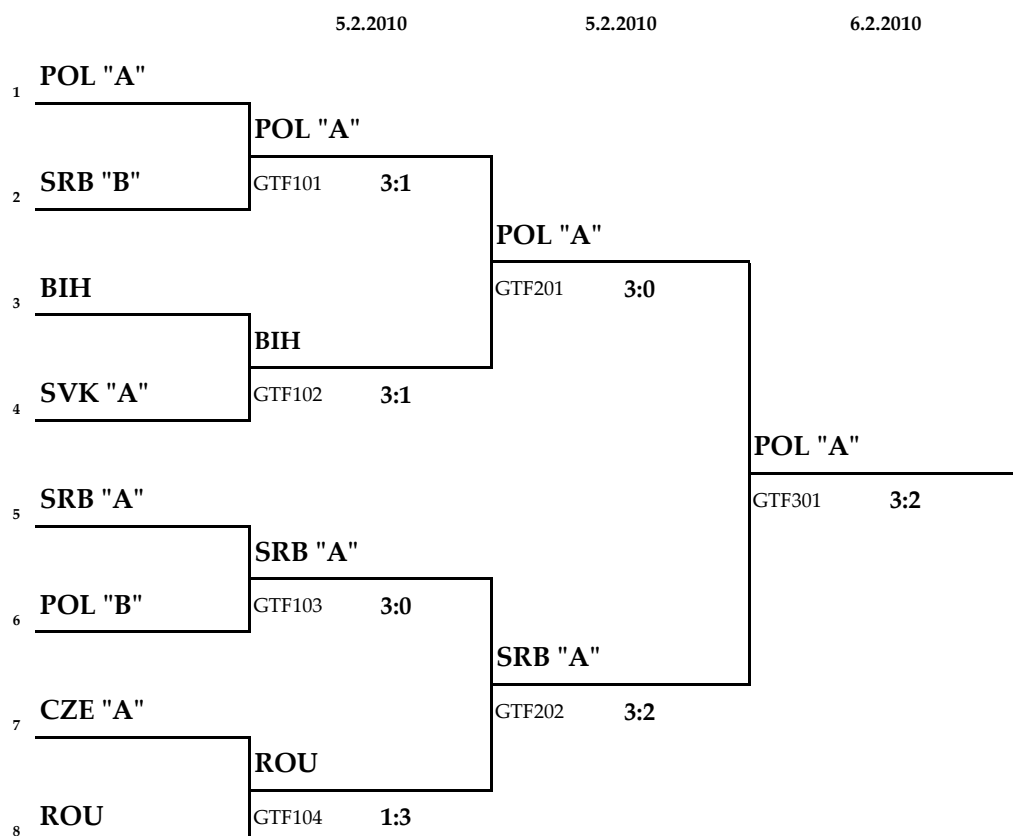 5.2.2010 5.2.2010 6.2.2010
1 POL "A"
POL "A"
2 SRB "B" GTF101 3:1
POL "A"
3 BIH GTF201 3:0
BIH
4 SVK "A" GTF102 3:1
POL "A"
5 SRB "A" GTF301 3:2
SRB "A"
6 POL "B" GTF103 3:0
SRB "A"
7 CZE "A" GTF202 3:2
ROU
8 ROU GTF104 1:3